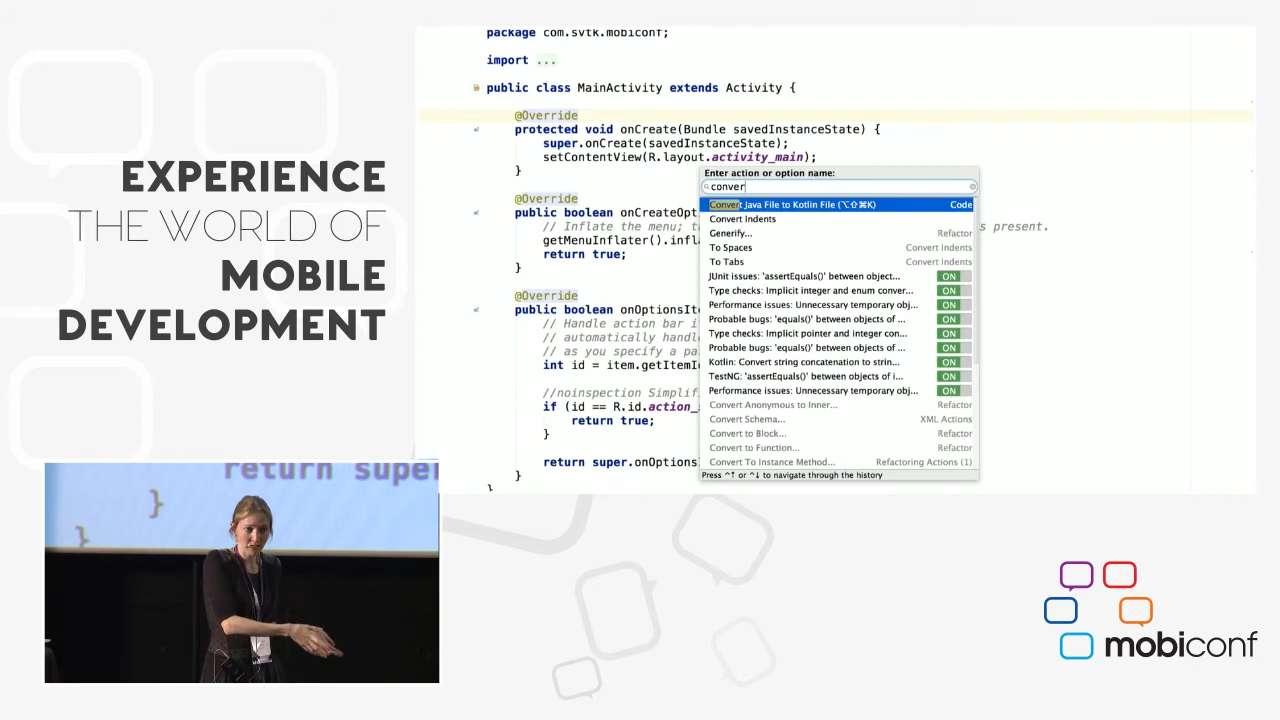 EXPERIENCE
THE WORLD OF
MOBILE
DEVELOPMENT
package com.svtk.mobiconf;
import ...
public class MainActivity extends Activity {
@Override
protected void onCreate(Bundle savedInstanceState) {
super.onCreate(savedInstanceState);
setContentView(R.layout.activity_main);
}
@Override
public boolean onCreateOpt
// Inflate the menu; th s present.
getMenuInflater().infl
return true;
}
@Override
public boolean onOptionsIt
// Handle action bar i
// automatically handl
// as you specify a pa
int id = item.getItemI
//noinspection Simplif
if (id == R.id.action_
return true;
}
return super.onOptions
}
}
Enter action or option name:
conver
Convert Java File to Kotlin File (⌥⇧⌘K) Code
Convert Indents
Generify... Refactor
To Spaces Convert Indents
To Tabs Convert Indents
JUnit issues: 'assertEquals()' between object... ON
Type checks: Implicit integer and enum conver... ON
Performance issues: Unnecessary temporary obj... ON
Probable bugs: 'equals()' between objects of ... ON
Type checks: Implicit pointer and integer con... ON
Probable bugs: 'equals()' between objects of ... ON
Kotlin: Convert string concatenation to strin... ON
TestNG: 'assertEquals()' between objects of i... ON
Performance issues: Unnecessary temporary obj... ON
Convert Anonymous to Inner... Refactor
Convert Schema... XML Actions
Convert to Block... Refactor
Convert to Function... Refactor
Convert To Instance Method... Refactoring Actions (1)
Press ^↑ or ^↓ to navigate through the history
return super
}
}
mobiconf